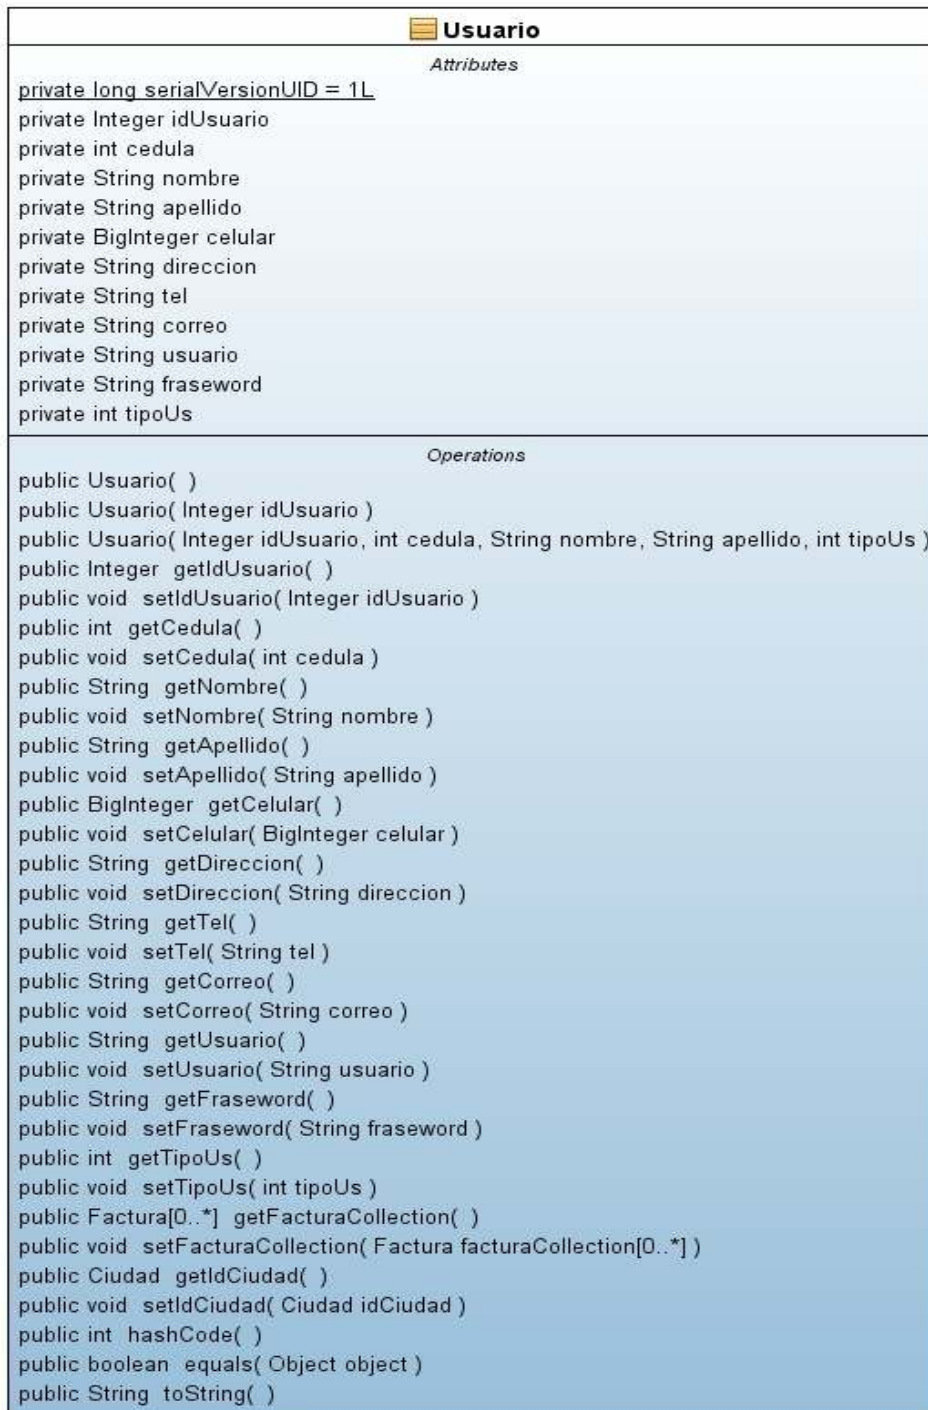 Usuario
Attributes
private long serialVersionUID = 1L
private Integer idUsuario
private int cedula
private String nombre
private String apellido
private BigInteger celular
private String direccion
private String tel
private String correo
private String usuario
private String fraseword
private int tipoUs
Operations
public Usuario( )
public Usuario( Integer idUsuario )
public Usuario( Integer idUsuario, int cedula, String nombre, String apellido, int tipoUs )
public Integer getIdUsuario( )
public void setIdUsuario( Integer idUsuario )
public int getCedula( )
public void setCedula( int cedula )
public String getNombre( )
public void setNombre( String nombre )
public String getApellido( )
public void setApellido( String apellido )
public BigInteger getCelular( )
public void setCelular( BigInteger celular )
public String getDireccion( )
public void setDireccion( String direccion )
public String getTel( )
public void setTel( String tel )
public String getCorreo( )
public void setCorreo( String correo )
public String getUsuario( )
public void setUsuario( String usuario )
public String getFraseword( )
public void setFraseword( String fraseword )
public int getTipoUs( )
public void setTipoUs( int tipoUs )
public Factura[0..*] getFacturaCollection( )
public void setFacturaCollection( Factura facturaCollection[0..*] )
public Ciudad getIdCiudad( )
public void setIdCiudad( Ciudad idCiudad )
public int hashCode( )
public boolean equals( Object object )
public String toString( )